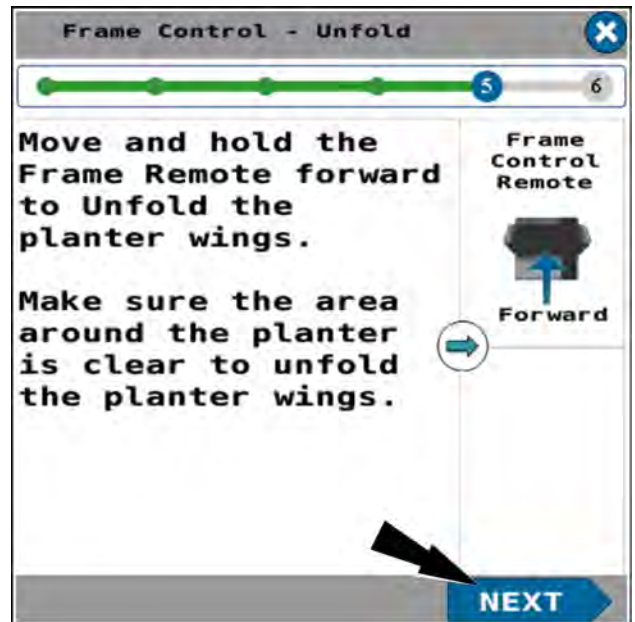 Frame Control - Unfold
5
6
Move and hold the
Frame Remote forward
to Unfold the
planter wings.
Make sure the area
around the planter
is clear to unfold
the planter wings.
Frame
Control
Remote
Forward
NEXT